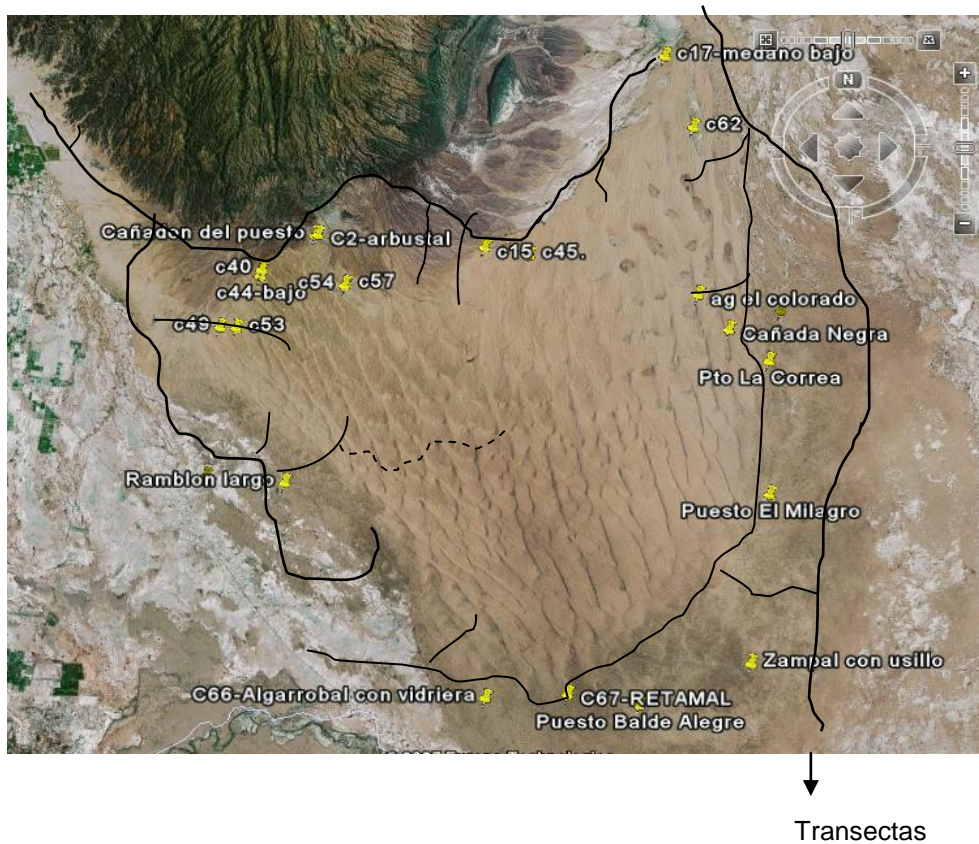 c17-medano bajo
N
c62
Cañadon del puesto
C2-arbustal
c15 c45.
c40
c54 c57
c44-bajo
ag el colorado
c49 c53
Cañada Negra
Pto La Correa
Ramblon largo
Puesto El Milagro
Zampal con usillo
C66-Algarrobal con vidriera
C67-RETAMAL
Puesto Balde Alegre
Transectas